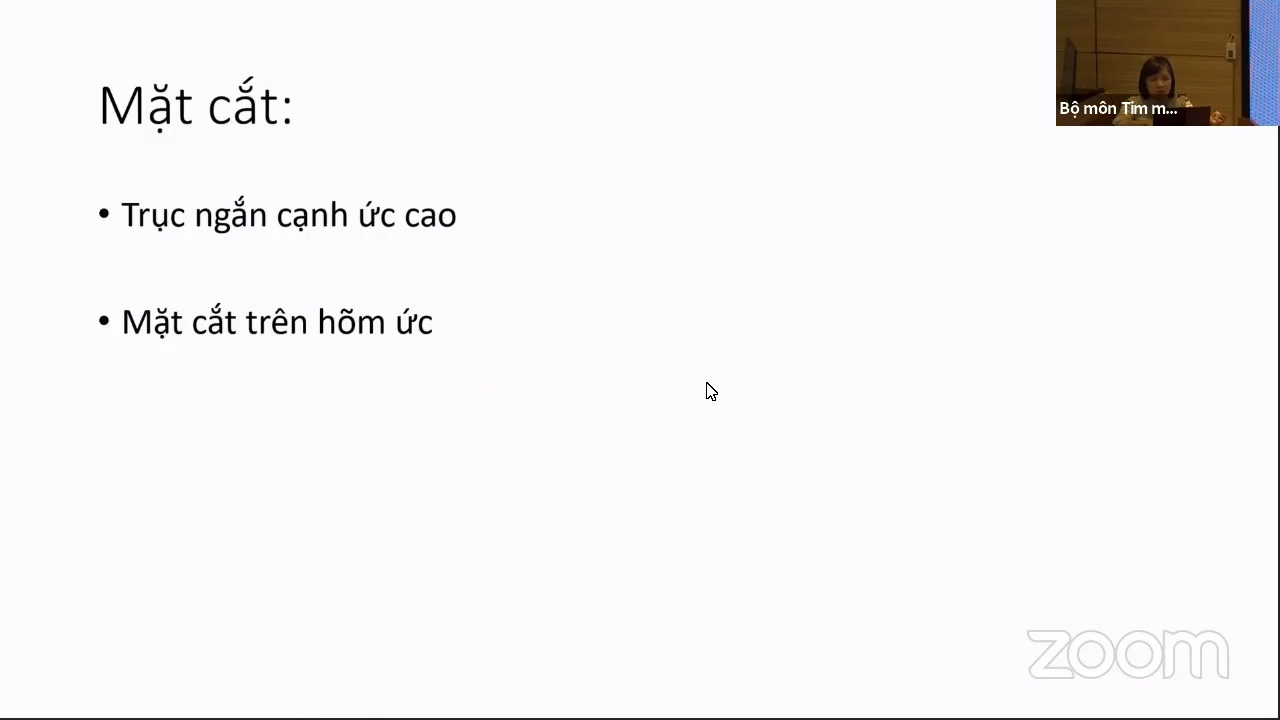 Mặt cắt:
Bộ môn Tim m...
• Trục ngắn cạnh ức cao
• Mặt cắt trên hõm ức
zoom